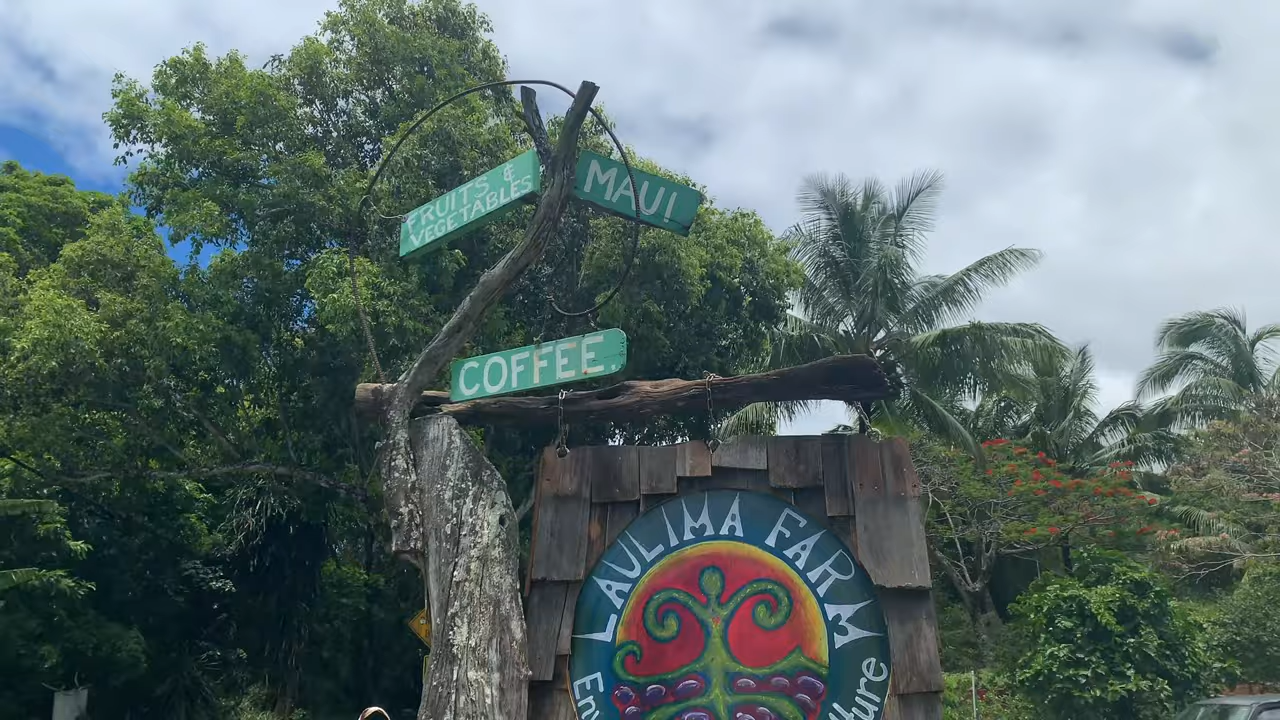 FRUITS &
VEGETABLES
MAUI
COFFEE
LAULIMA FARM